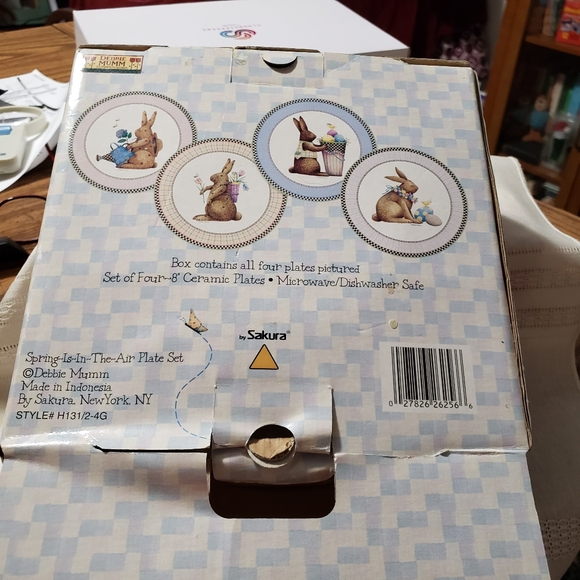 DEBBIE
MUMM
Box contains all four plates pictured
Set of Four--8' Ceramic Plates • Microwave/Dishwasher Safe
by Sakura®
Spring-Is-In-The-Air Plate Set
©Debbie Mumm
Made in Indonesia
By Sakura, New York, NY
STYLE# H131/2-4G
0 27826 26256 6